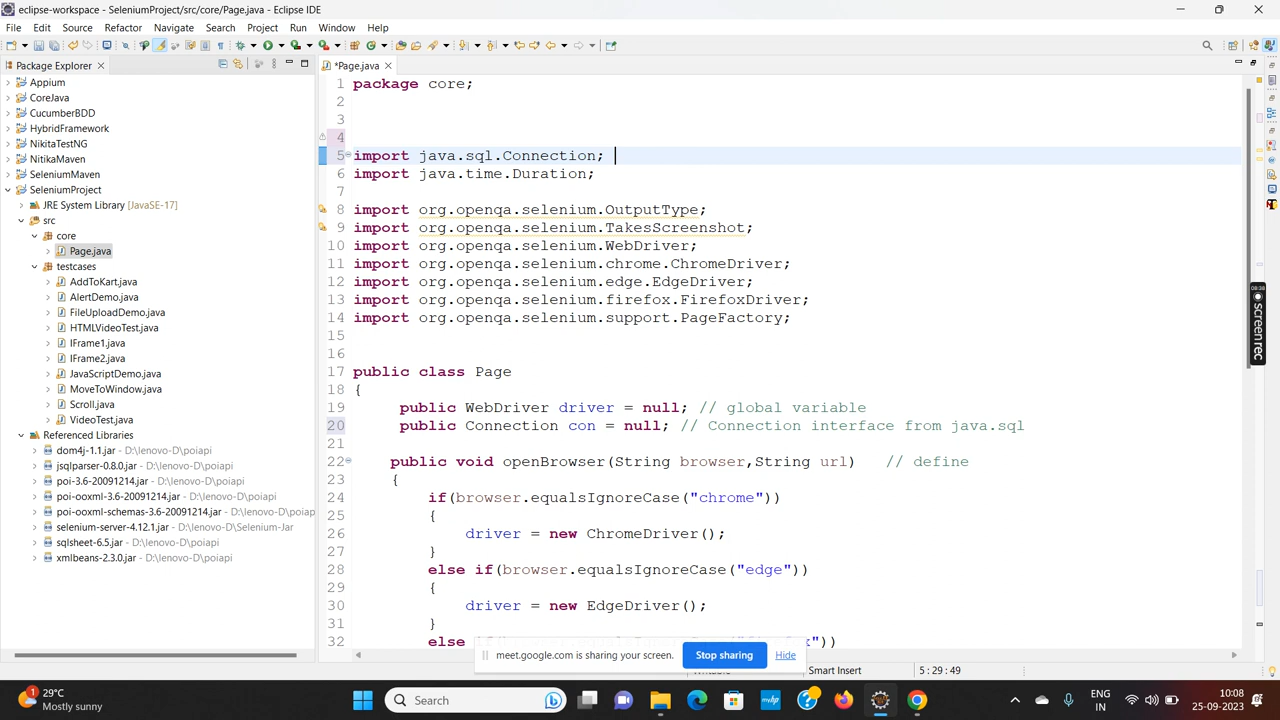 eclipse-workspace - SeleniumProject/src/core/Page.java - Eclipse IDE
File Edit Source Refactor Navigate Search Project Run Window Help
Package Explorer
*Page.java
Appium
CoreJava
CucumberBDD
HybridFramework
NikitaTestNG
NitikaMaven
SeleniumMaven
SeleniumProject
JRE System Library [JavaSE-17]
src
core
Page.java
testcases
AddToKart.java
AlertDemo.java
FileUploadDemo.java
HTMLVideoTest.java
IFrame1.java
IFrame2.java
JavaScriptDemo.java
MoveToWindow.java
Scroll.java
VideoTest.java
Referenced Libraries
dom4j-1.1.jar - D:\lenovo-D\poiapi
jsqlparser-0.8.0.jar - D:\lenovo-D\poiapi
poi-3.6-20091214.jar - D:\lenovo-D\poiapi
poi-ooxml-3.6-20091214.jar - D:\lenovo-D\poiapi
poi-ooxml-schemas-3.6-20091214.jar - D:\lenovo-D\poiap
selenium-server-4.12.1.jar - D:\lenovo-D\Selenium-Jar
sqlsheet-6.5.jar - D:\lenovo-D\poiapi
xmlbeans-2.3.0.jar - D:\lenovo-D\poiapi
1 package core;
2
3
4
5 import java.sql.Connection;
6 import java.time.Duration;
7
8 import org.openqa.selenium.OutputType;
9 import org.openqa.selenium.TakesScreenshot;
10 import org.openqa.selenium.WebDriver;
11 import org.openqa.selenium.chrome.ChromeDriver;
12 import org.openqa.selenium.edge.EdgeDriver;
13 import org.openqa.selenium.firefox.FirefoxDriver;
14 import org.openqa.selenium.support.PageFactory;
15
16
17 public class Page
18 {
19 public WebDriver driver = null; // global variable
20 public Connection con = null; // Connection interface from java.sql
21
22 public void openBrowser(String browser,String url) // define
23 {
24 if(browser.equalsIgnoreCase("chrome"))
25 {
26 driver = new ChromeDriver();
27 }
28 else if(browser.equalsIgnoreCase("edge"))
29 {
30 driver = new EdgeDriver();
31 }
32 else
08:38
screenrec
meet.google.com is sharing your screen. Stop sharing Hide
Smart Insert 5 : 29 : 49
29°C
Mostly sunny
Search
ENG
IN
10:08
25-09-2023